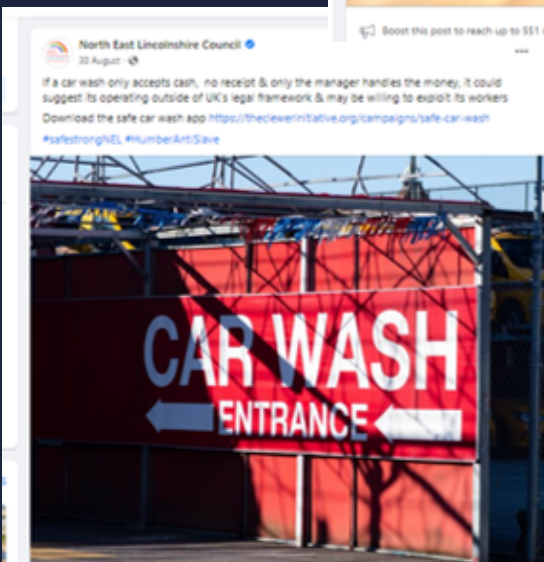 Boost this post to reach up to 551
North East Lincolnshire Council
30 August
If a car wash only accepts cash, no receipt & only the manager handles the money, it could
suggest its operating outside of UK's legal framework & may be willing to exploit its workers
Download the safe car wash app https://theclewerinitiative.org/campaigns/safe-car-wash
#safestrongNEL #HumberAntiSlave
CAR WASH
ENTRANCE